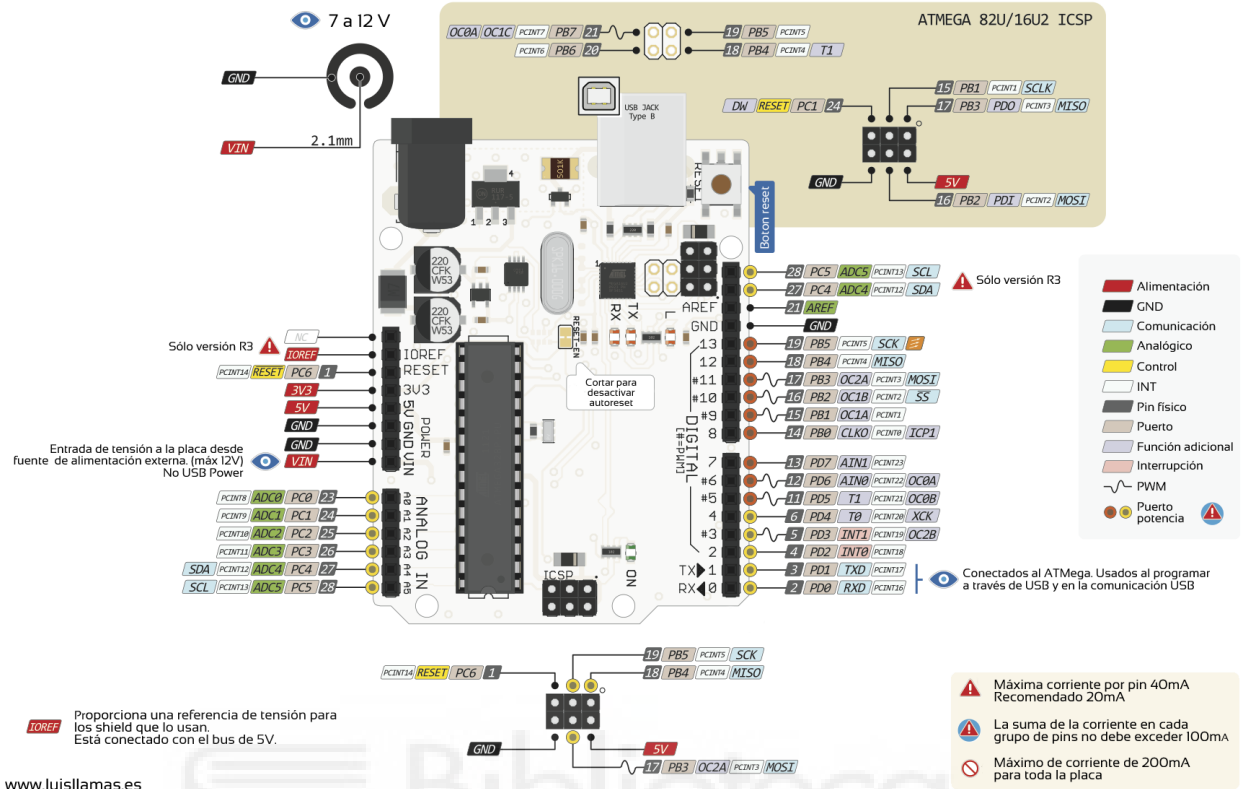 7 a 12 V
GND
VIN
2.1mm
ATMEGA 82U/16U2 ICSP
OC0A OC1C PCINT7 PB7 21
PCINT6 PB6 20
19 PB5 PCINT5
18 PB4 PCINT4 T1
15 PB1 PCINT1 SCLK
17 PB3 PDO PCINT3 MISO
DW RESET PC1 24
GND
5V
16 PB2 PDI PCINT2 MOSI
USB JACK
Type B
RESET
Boton reset
4
1 2 3
501K
220
CFK
W53
220
CFK
W53
1
RX
TX
L
RESET-EN
Cortar para
desactivar
autoreset
AREF
GND
13
12
#11
#10
#9
8
7
#6
#5
4
#3
2
TX 1
RX 0
DIGITAL
[#=PWM]
IOREF
RESET
3V3
5V
GND
VIN
POWER
A0
A1
A2
A3
A4
A5
ANALOG IN
ICSP
ON
28 PC5 ADC5 PCINT13 SCL
27 PC4 ADC4 PCINT12 SDA
Sólo versión R3
21 AREF
GND
19 PB5 PCINT5 SCK
18 PB4 PCINT4 MISO
17 PB3 OC2A PCINT3 MOSI
16 PB2 OC1B PCINT2 SS
15 PB1 OC1A PCINT1
14 PB0 CLKO PCINT0 ICP1
13 PD7 AIN1 PCINT23
12 PD6 AIN0 PCINT22 OC0A
11 PD5 T1 PCINT21 OC0B
6 PD4 T0 PCINT20 XCK
5 PD3 INT1 PCINT19 OC2B
4 PD2 INT0 PCINT18
3 PD1 TXD PCINT17
2 PD0 RXD PCINT16
Conectados al ATMega. Usados al programar
a través de USB y en la comunicación USB
Sólo versión R3
NC
IOREF
PCINT14 RESET PC6 1
3V3
5V
GND
GND
VIN
Entrada de tensión a la placa desde
fuente de alimentación externa. (máx 12V)
No USB Power
PCINT8 ADC0 PC0 23
PCINT9 ADC1 PC1 24
PCINT10 ADC2 PC2 25
PCINT11 ADC3 PC3 26
SDA PCINT12 ADC4 PC4 27
SCL PCINT13 ADC5 PC5 28
Alimentación
GND
Comunicación
Analógico
Control
INT
Pin físico
Puerto
Función adicional
Interrupción
PWM
Puerto
potencia
PCINT14 RESET PC6 1
19 PB5 PCINT5 SCK
18 PB4 PCINT4 MISO
GND
5V
17 PB3 OC2A PCINT3 MOSI
IOREF
Proporciona una referencia de tensión para
los shield que lo usan.
Está conectado con el bus de 5V.
Máxima corriente por pin 40mA
Recomendado 20mA
La suma de la corriente en cada
grupo de pins no debe exceder 100mA
Máximo de corriente de 200mA
para toda la placa
www.luisllamas.es
Biblioteca